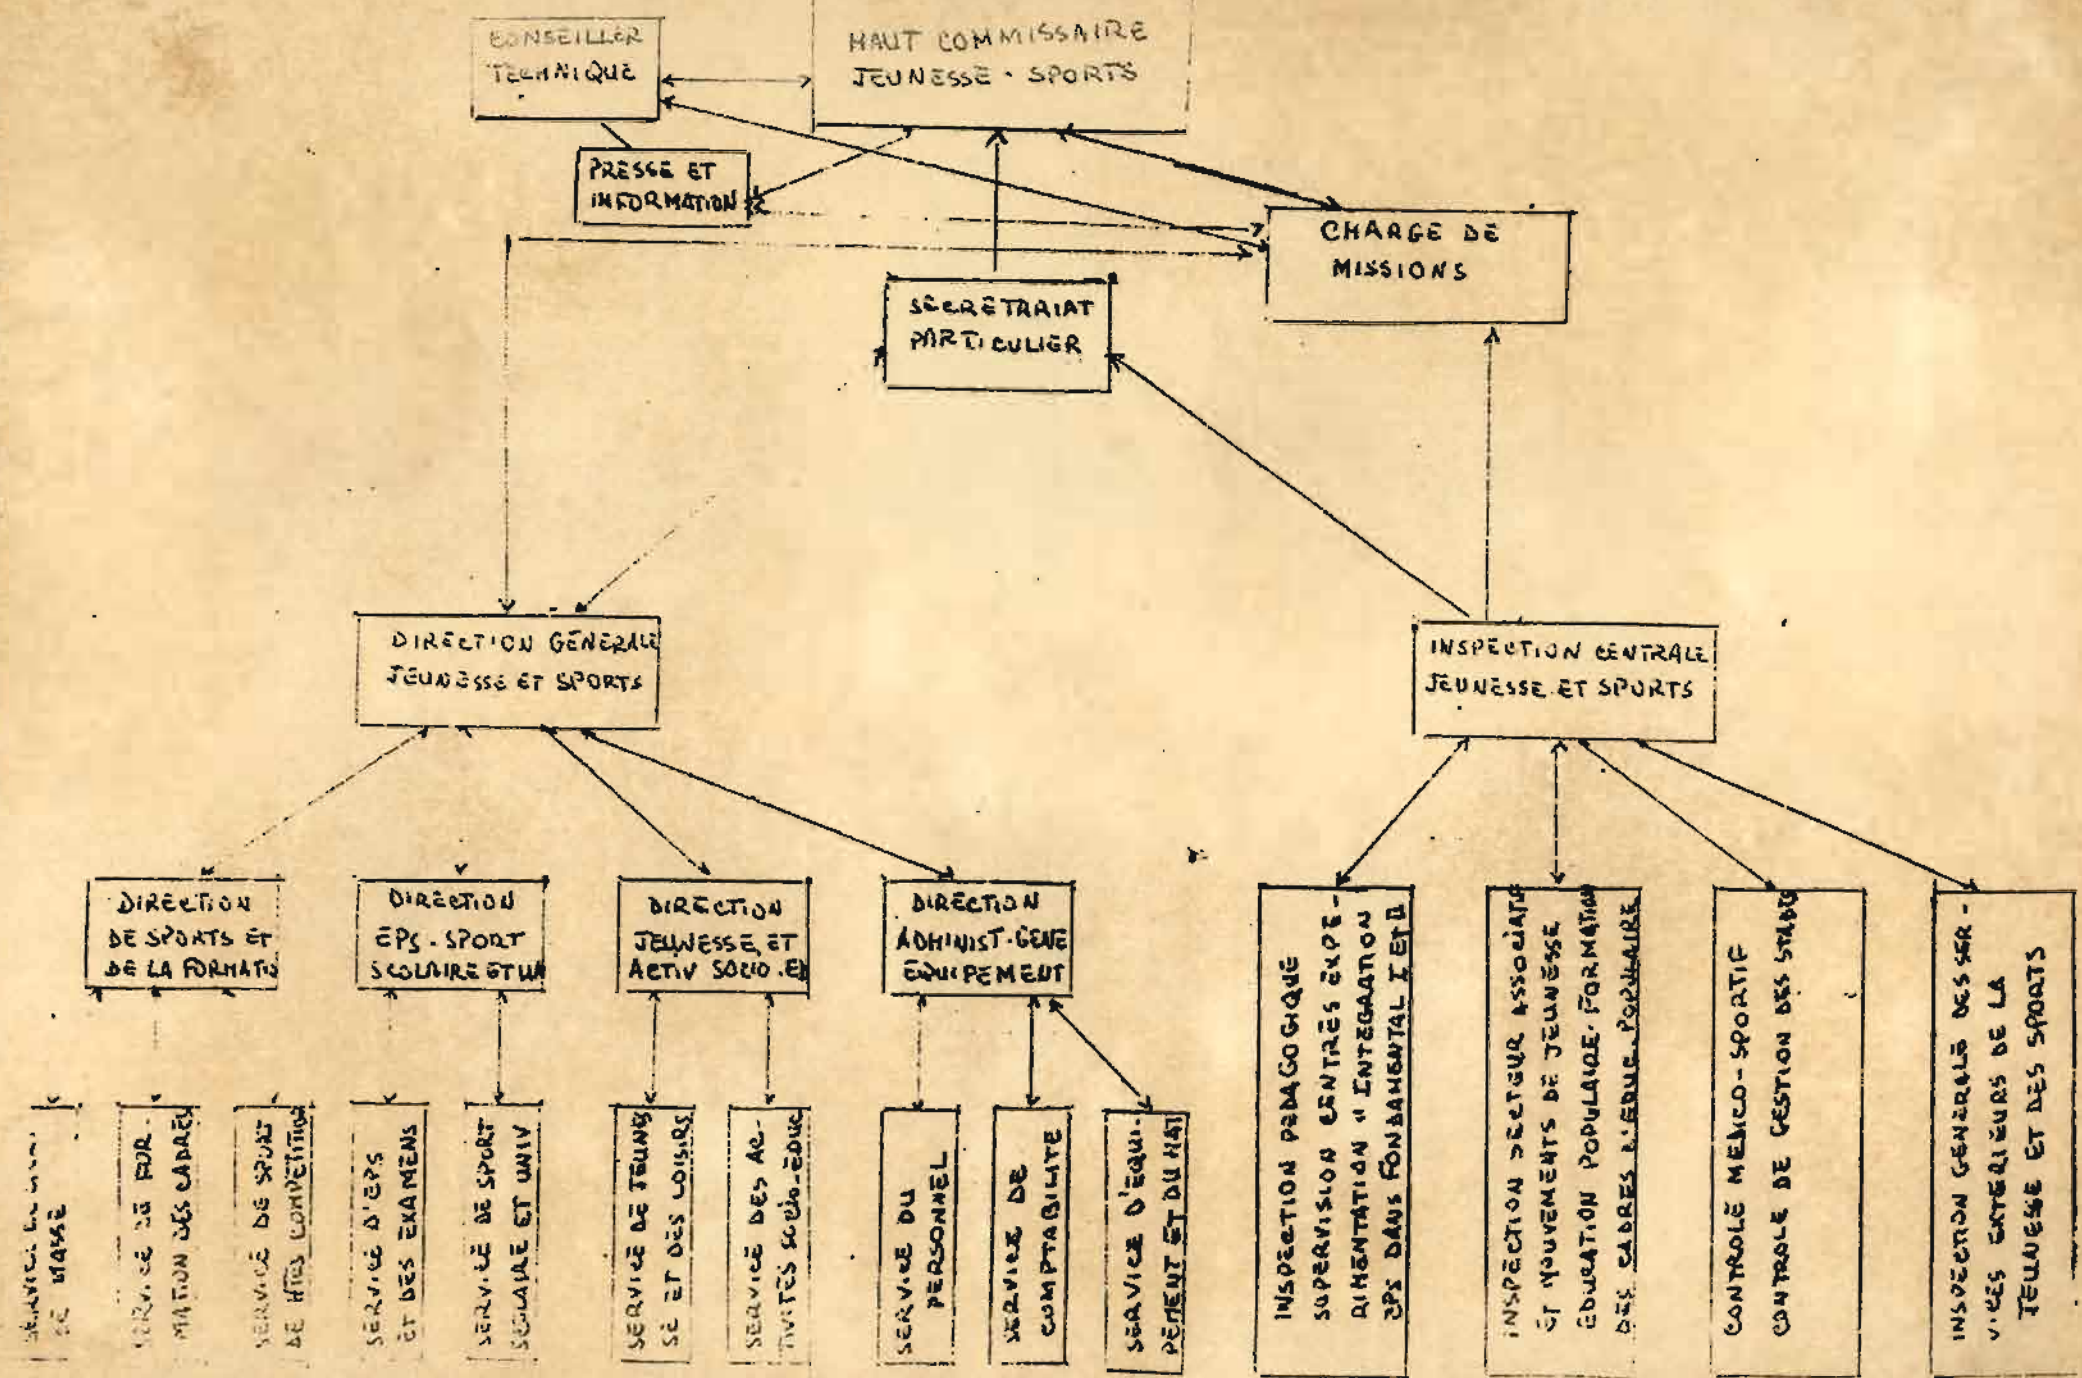 CONSEILLER
TECHNIQUE
HAUT COMMISSAIRE
JEUNESSE · SPORTS
PRESSE ET
INFORMATION
CHARGE DE
MISSIONS
SECRETARIAT
PARTICULIER
DIRECTION GENERALE
JEUNESSE ET SPORTS
INSPECTION CENTRALE
JEUNESSE ET SPORTS
DIRECTION
DE SPORTS ET
DE LA FORMATIO
DIRECTION
EPS. SPORT
SCOLAIRE ET UN
DIRECTION
JEUNESSE ET
ACTIV SOCIO. ED
DIRECTION
ADMINIST. GENE
EQUIPEMENT
SERVICE
DE MASSE
SERVICE DE FOR-
MATION DES CADRES
SERVICE DE SPORT
DE HTES COMPETITION
SERVICE D'EPS
ET DES EXAMENS
SERVICE DE SPORT
SCOLAIRE ET UNIV
SERVICE DE JEUNES
SE ET DES LOISIRS
SERVICE DES AC-
TIVITES SOCIO-EDUC
SERVICE DU
PERSONNEL
SERVICE DE
COMPTABILITE
SERVICE D'EQUI-
PEMENT ET DU MAT
INSPECTION PEDAGOGIQUE
SUPERVISION CENTRES EXPE-
RIMENTATION "INTEGRATION
EPS DANS FONDAMENTAL I ET II
INSPECTION SECTEUR ASSOCIATIF
ET MOUVEMENTS DE JEUNESSE
EDUCATION POPULAIRE. FORMATION
DES CADRES D'EDUC. POPULAIRE
CONTROLE MEDICO-SPORTIF
CONTROLE DE GESTION DES STADES
INSPECTION GENERALE DES SER-
VICES EXTERIEURS DE LA
JEUNESSE ET DES SPORTS